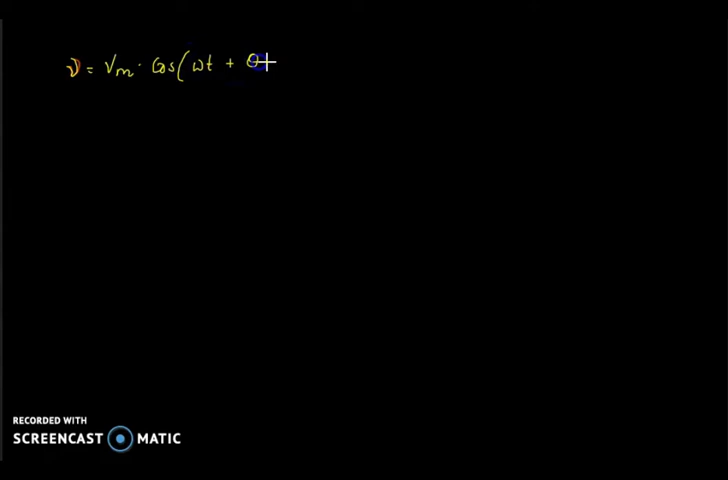 v = Vm · Cos(ωt + θ
RECORDED WITH
SCREENCAST MATIC